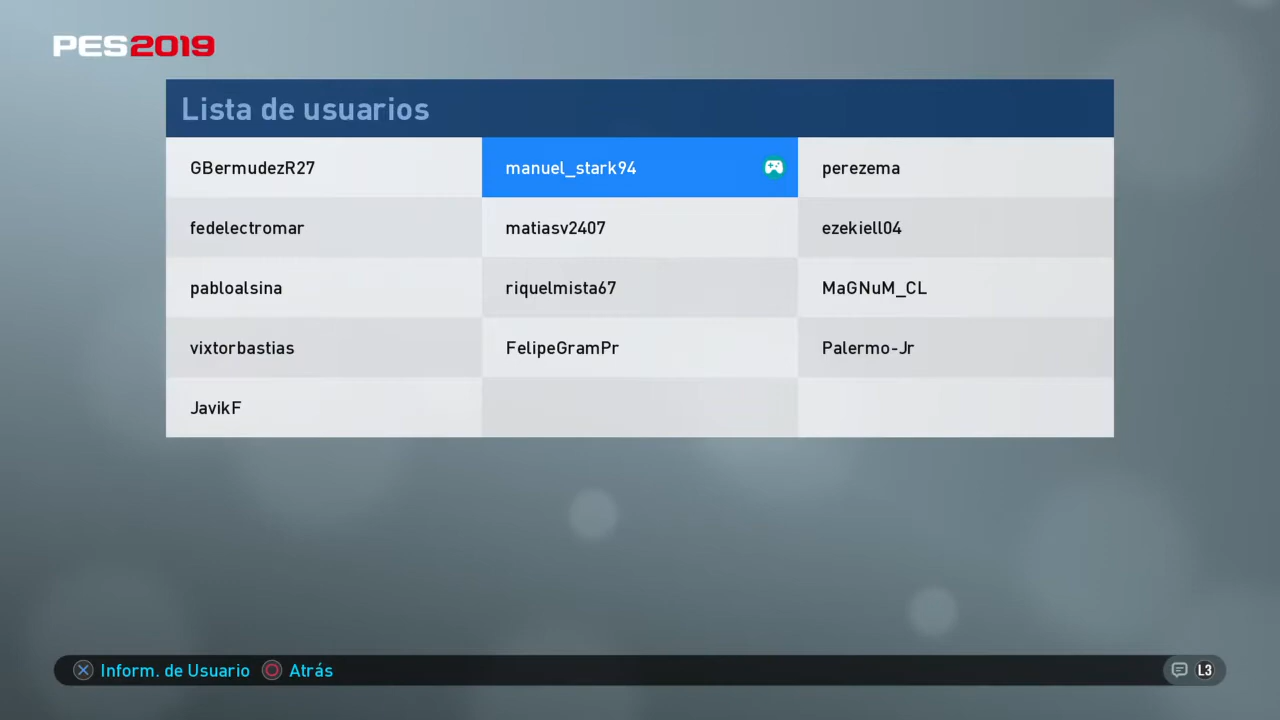 PES2019
Lista de usuarios
GBermudezR27 manuel_stark94 perezema
fedelectromar matiasv2407 ezekiell04
pabloalsina riquelmista67 MaGNuM_CL
vixtorbastias FelipeGramPr Palermo-Jr
JavikF
Inform. de Usuario Atrás L3